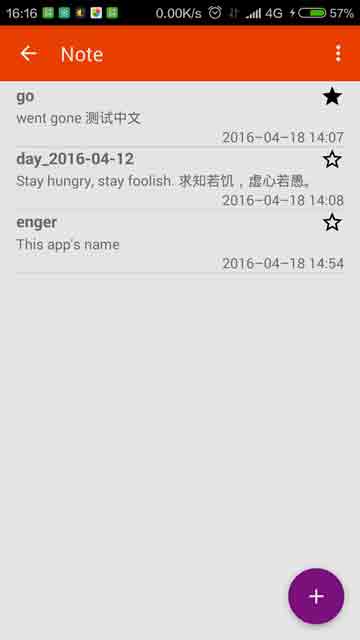 16:16 0.00K/s 4G 57%
Note
go
went gone 测试中文
2016-04-18 14:07
day_2016-04-12
Stay hungry, stay foolish. 求知若饥，虚心若愚。
2016-04-18 14:08
enger
This app's name
2016-04-18 14:54